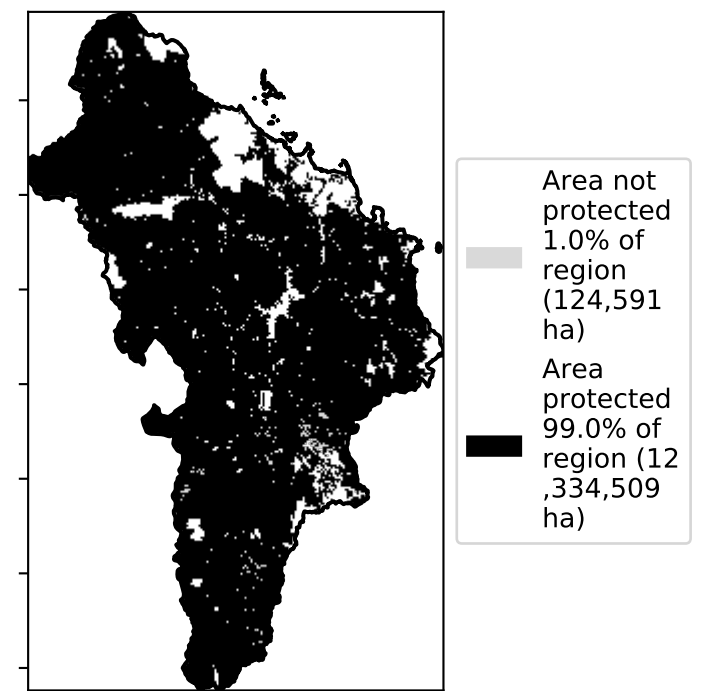 Area not
protected
1.0% of
region
(124,591
ha)
Area
protected
99.0% of
region (12
,334,509
ha)